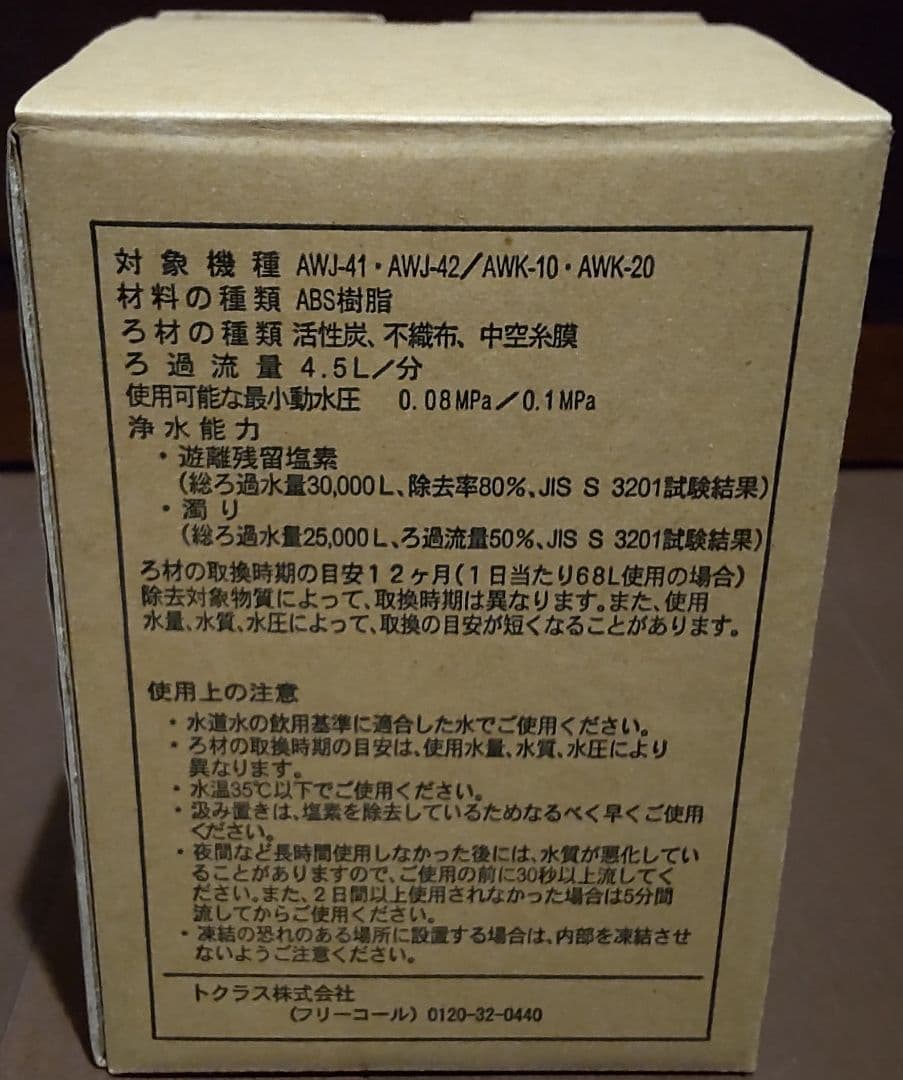 対象機種 AWJ-41・AWJ-42／AWK-10・AWK-20
材料の種類 ABS樹脂
ろ材の種類 活性炭、不織布、中空糸膜
ろ過流量 4.5L／分
使用可能な最小動水圧 0.08MPa／0.1MPa
浄水能力
・遊離残留塩素
(総ろ過水量30,000L、除去率80%、JIS S 3201試験結果)
・濁り
(総ろ過水量25,000L、ろ過流量50%、JIS S 3201試験結果)
ろ材の取換時期の目安12ヶ月(1日当たり68L使用の場合)
除去対象物質によって、取換時期は異なります。また、使用
水量、水質、水圧によって、取換の目安が短くなることがあります。
使用上の注意
・水道水の飲用基準に適合した水でご使用ください。
・ろ材の取換時期の目安は、使用水量、水質、水圧により
異なります。
・水温35℃以下でご使用ください。
・汲み置きは、塩素を除去しているためなるべく早くご使用
ください。
・夜間など長時間使用しなかった後には、水質が悪化してい
ることがありますので、ご使用の前に30秒以上流してく
ださい。また、2日間以上使用されなかった場合は5分間
流してからご使用ください。
・凍結の恐れのある場所に設置する場合は、内部を凍結させ
ないようご注意ください。
トクラス株式会社
(フリーコール) 0120-32-0440